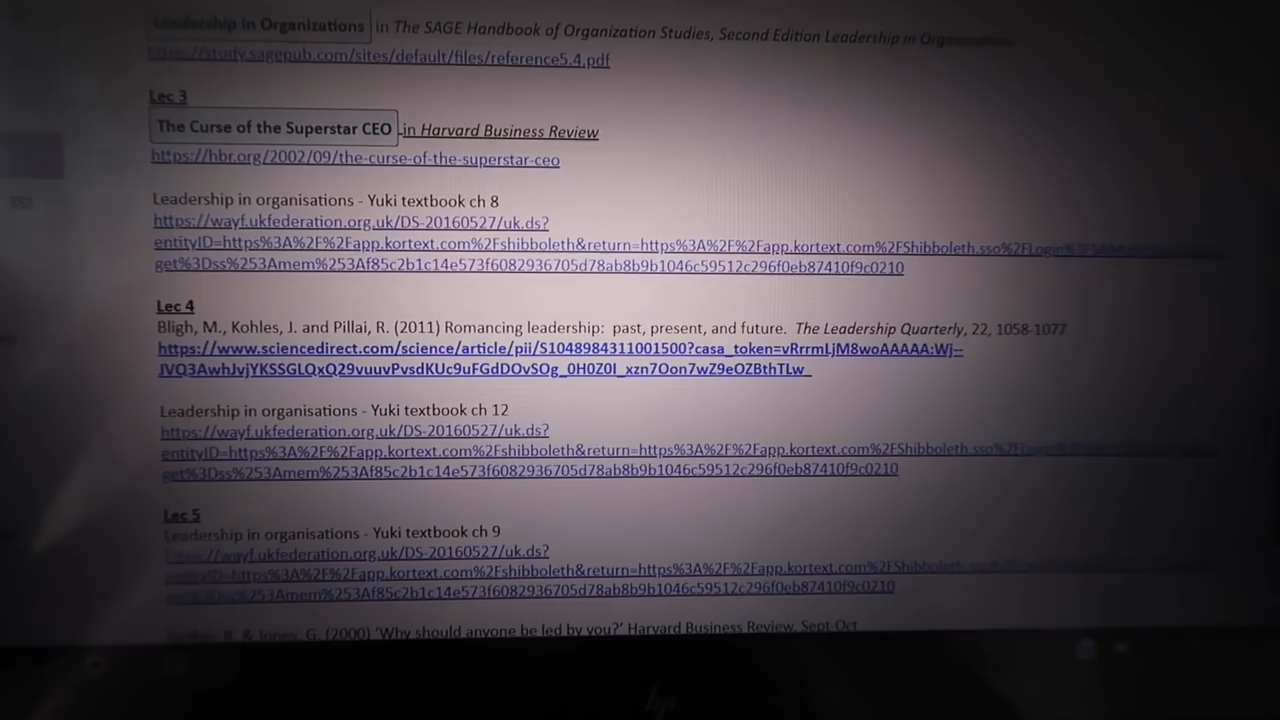 Leadership in Organizations in The SAGE Handbook of Organization Studies, Second Edition Leadership in
https://study.sagepub.com/sites/default/files/reference5.4.pdf
Lec 3
The Curse of the Superstar CEO in Harvard Business Review
https://hbr.org/2002/09/the-curse-of-the-superstar-ceo
Leadership in organisations - Yuki textbook ch 8
https://wayf.ukfederation.org.uk/DS-20160527/uk.ds?
entityID=https%3A%2F%2Fapp.kortext.com%2Fshibboleth&return=https%3A%2F%2Fapp.kortext.com%2FShibboleth.sso%2FLogin
get%3Dss%253Amem%253Af85c2b1c14e573f6082936705d78ab8b9b1046c59512c296f0eb87410f9c0210
Lec 4
Bligh, M., Kohles, J. and Pillai, R. (2011) Romancing leadership: past, present, and future. The Leadership Quarterly, 22, 1058-1077
https://www.sciencedirect.com/science/article/pii/S1048984311001500?casa_token=vRrrmLjM8woAAAAA:Wj--
JVQ3AwhJvjYKSSGLQxQ29vuuvPvsdKUc9uFGdDOvSOg_0H0Z0I_xzn7Oon7wZ9eOZBthTLw_
Leadership in organisations - Yuki textbook ch 12
https://wayf.ukfederation.org.uk/DS-20160527/uk.ds?
entityID=https%3A%2F%2Fapp.kortext.com%2Fshibboleth&return=https%3A%2F%2Fapp.kortext.com%2FShibboleth.sso%2F
get%3Dss%253Amem%253Af85c2b1c14e573f6082936705d78ab8b9b1046c59512c296f0eb87410f9c0210
Lec 5
Leadership in organisations - Yuki textbook ch 9
https://wayf.ukfederation.org.uk/DS-20160527/uk.ds?
https%3A%2F%2Fapp.kortext.com%2Fshibboleth&return=https%3A%2F%2Fapp.kortext.com%2FShibboleth
%253Amem%253Af85c2b1c14e573f6082936705d78ab8b9b1046c59512c296f0eb87410f9c0210
& Jones, G. (2000) 'Why should anyone be led by you?' Harvard Business Review, Sept-Oct
hp